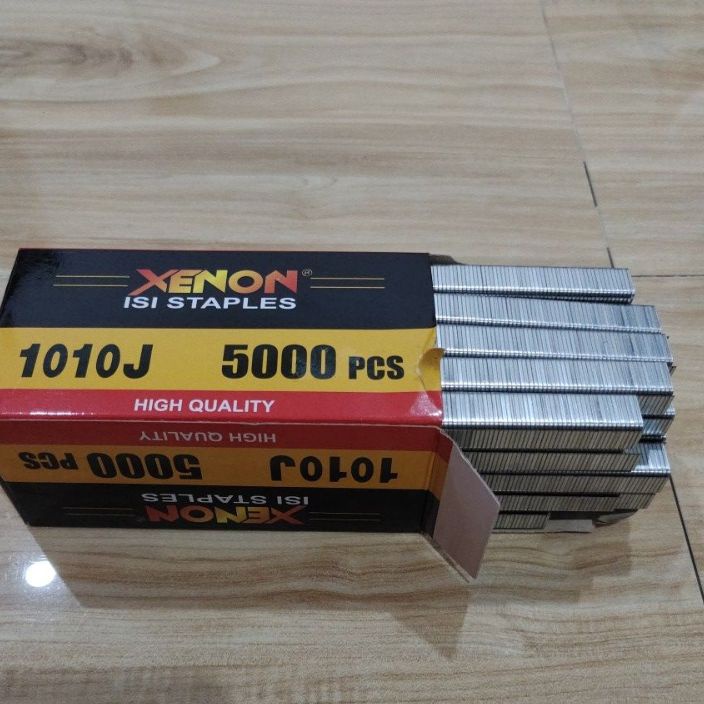 XENON®
ISI STAPLES
1010J 5000 PCS
HIGH QUALITY
HIGH QUALITY
1010J 5000 PCS
XENON®
ISI STAPLES